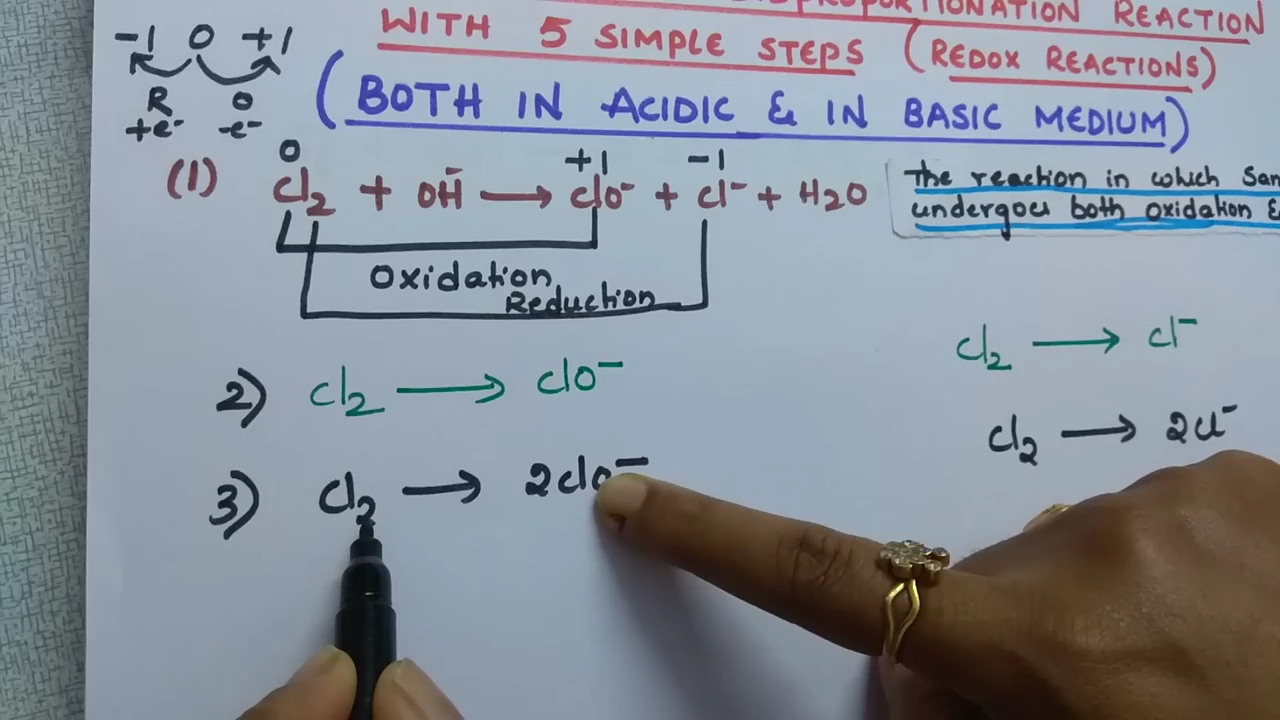 REACTION
WITH 5 SIMPLE STEPS (REDOX REACTIONS)
(BOTH IN ACIDIC & IN BASIC MEDIUM)
-1 0 +1
R O
+e⁻ -e⁻
0 +1 -1
(1) Cl₂ + OH⁻ → ClO⁻ + Cl⁻ + H₂O
Oxidation
Reduction
The reaction in which
undergoes both oxidation &
2) Cl₂ → ClO⁻
Cl₂ → Cl⁻
3) Cl₂ → 2ClO⁻
Cl₂ → 2Cl⁻